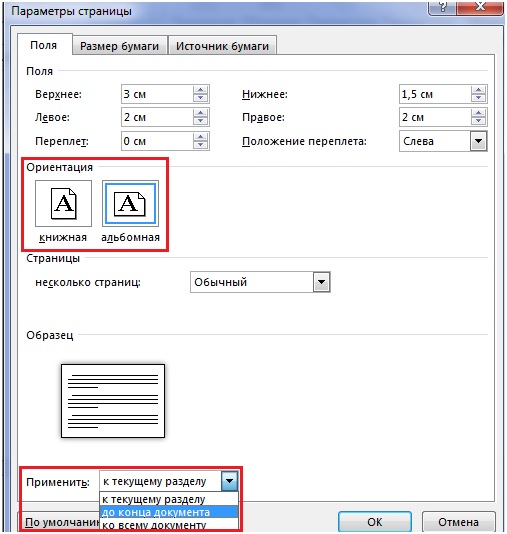 Параметры страницы
Поля Размер бумаги Источник бумаги
Поля
Верхнее: 3 см Нижнее: 1,5 см
Левое: 2 см Правое: 2 см
Переплет: 0 см Положение переплета: Слева
Ориентация
A A
книжная альбомная
Страницы
несколько страниц: Обычный
Образец
Применить: к текущему разделу
к текущему разделу
до конца документа
ко всему документу
По умолчан ОК Отмена